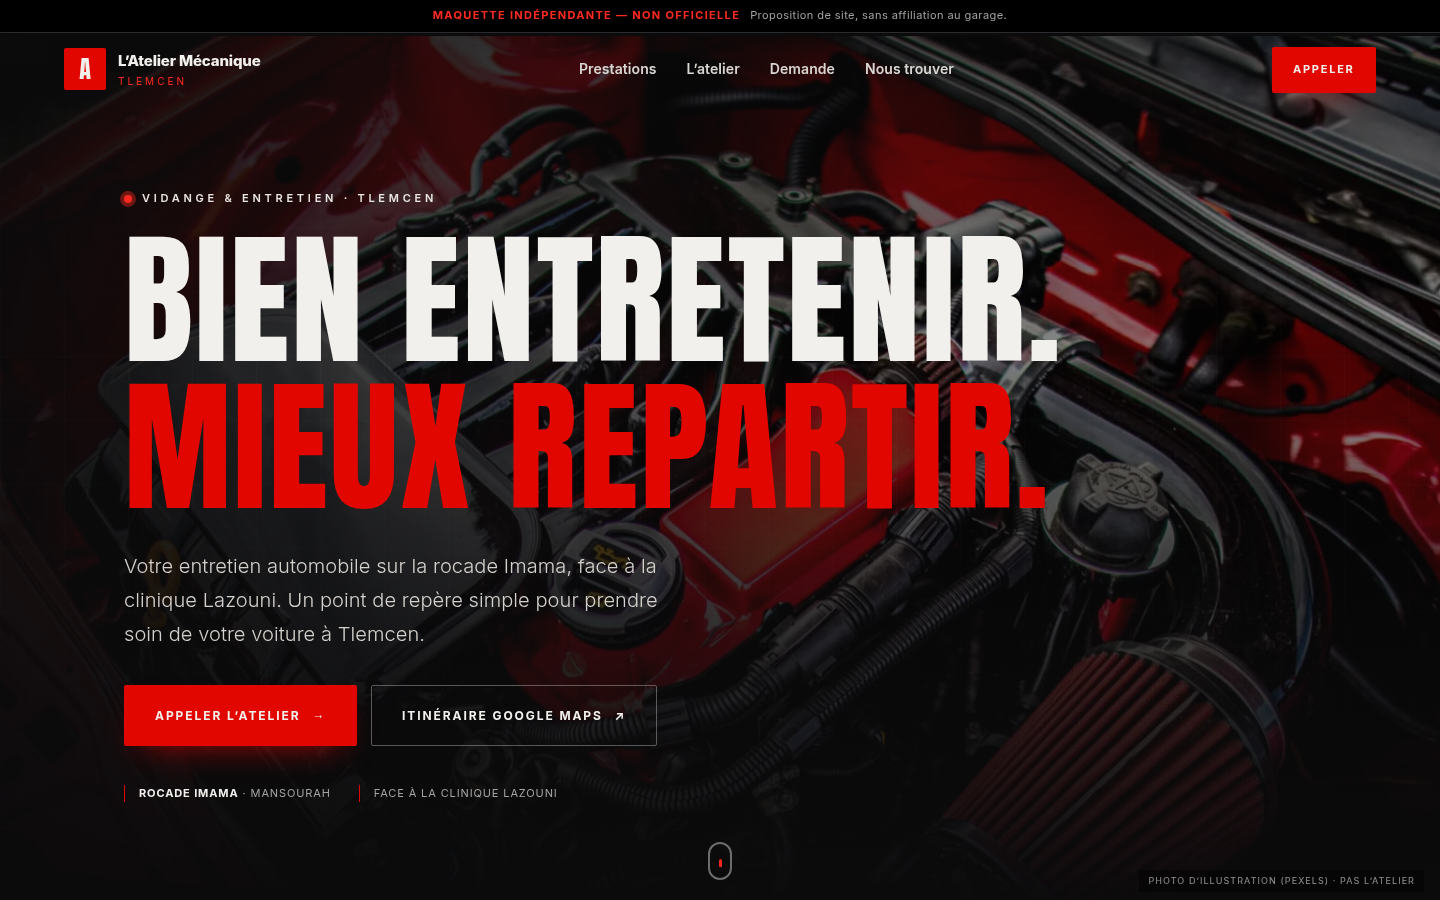 MAQUETTE INDÉPENDANTE — NON OFFICIELLE Proposition de site, sans affiliation au garage.
A
L’Atelier Mécanique
TLEMCEN
Prestations L’atelier Demande Nous trouver
APPELER
VIDANGE & ENTRETIEN · TLEMCEN
BIEN ENTRETENIR.
MIEUX REPARTIR.
Votre entretien automobile sur la rocade Imama, face à la
clinique Lazouni. Un point de repère simple pour prendre
soin de votre voiture à Tlemcen.
APPELER L’ATELIER →
ITINÉRAIRE GOOGLE MAPS ↗
ROCADE IMAMA · MANSOURAH
FACE À LA CLINIQUE LAZOUNI
PHOTO D’ILLUSTRATION (PEXELS) · PAS L’ATELIER